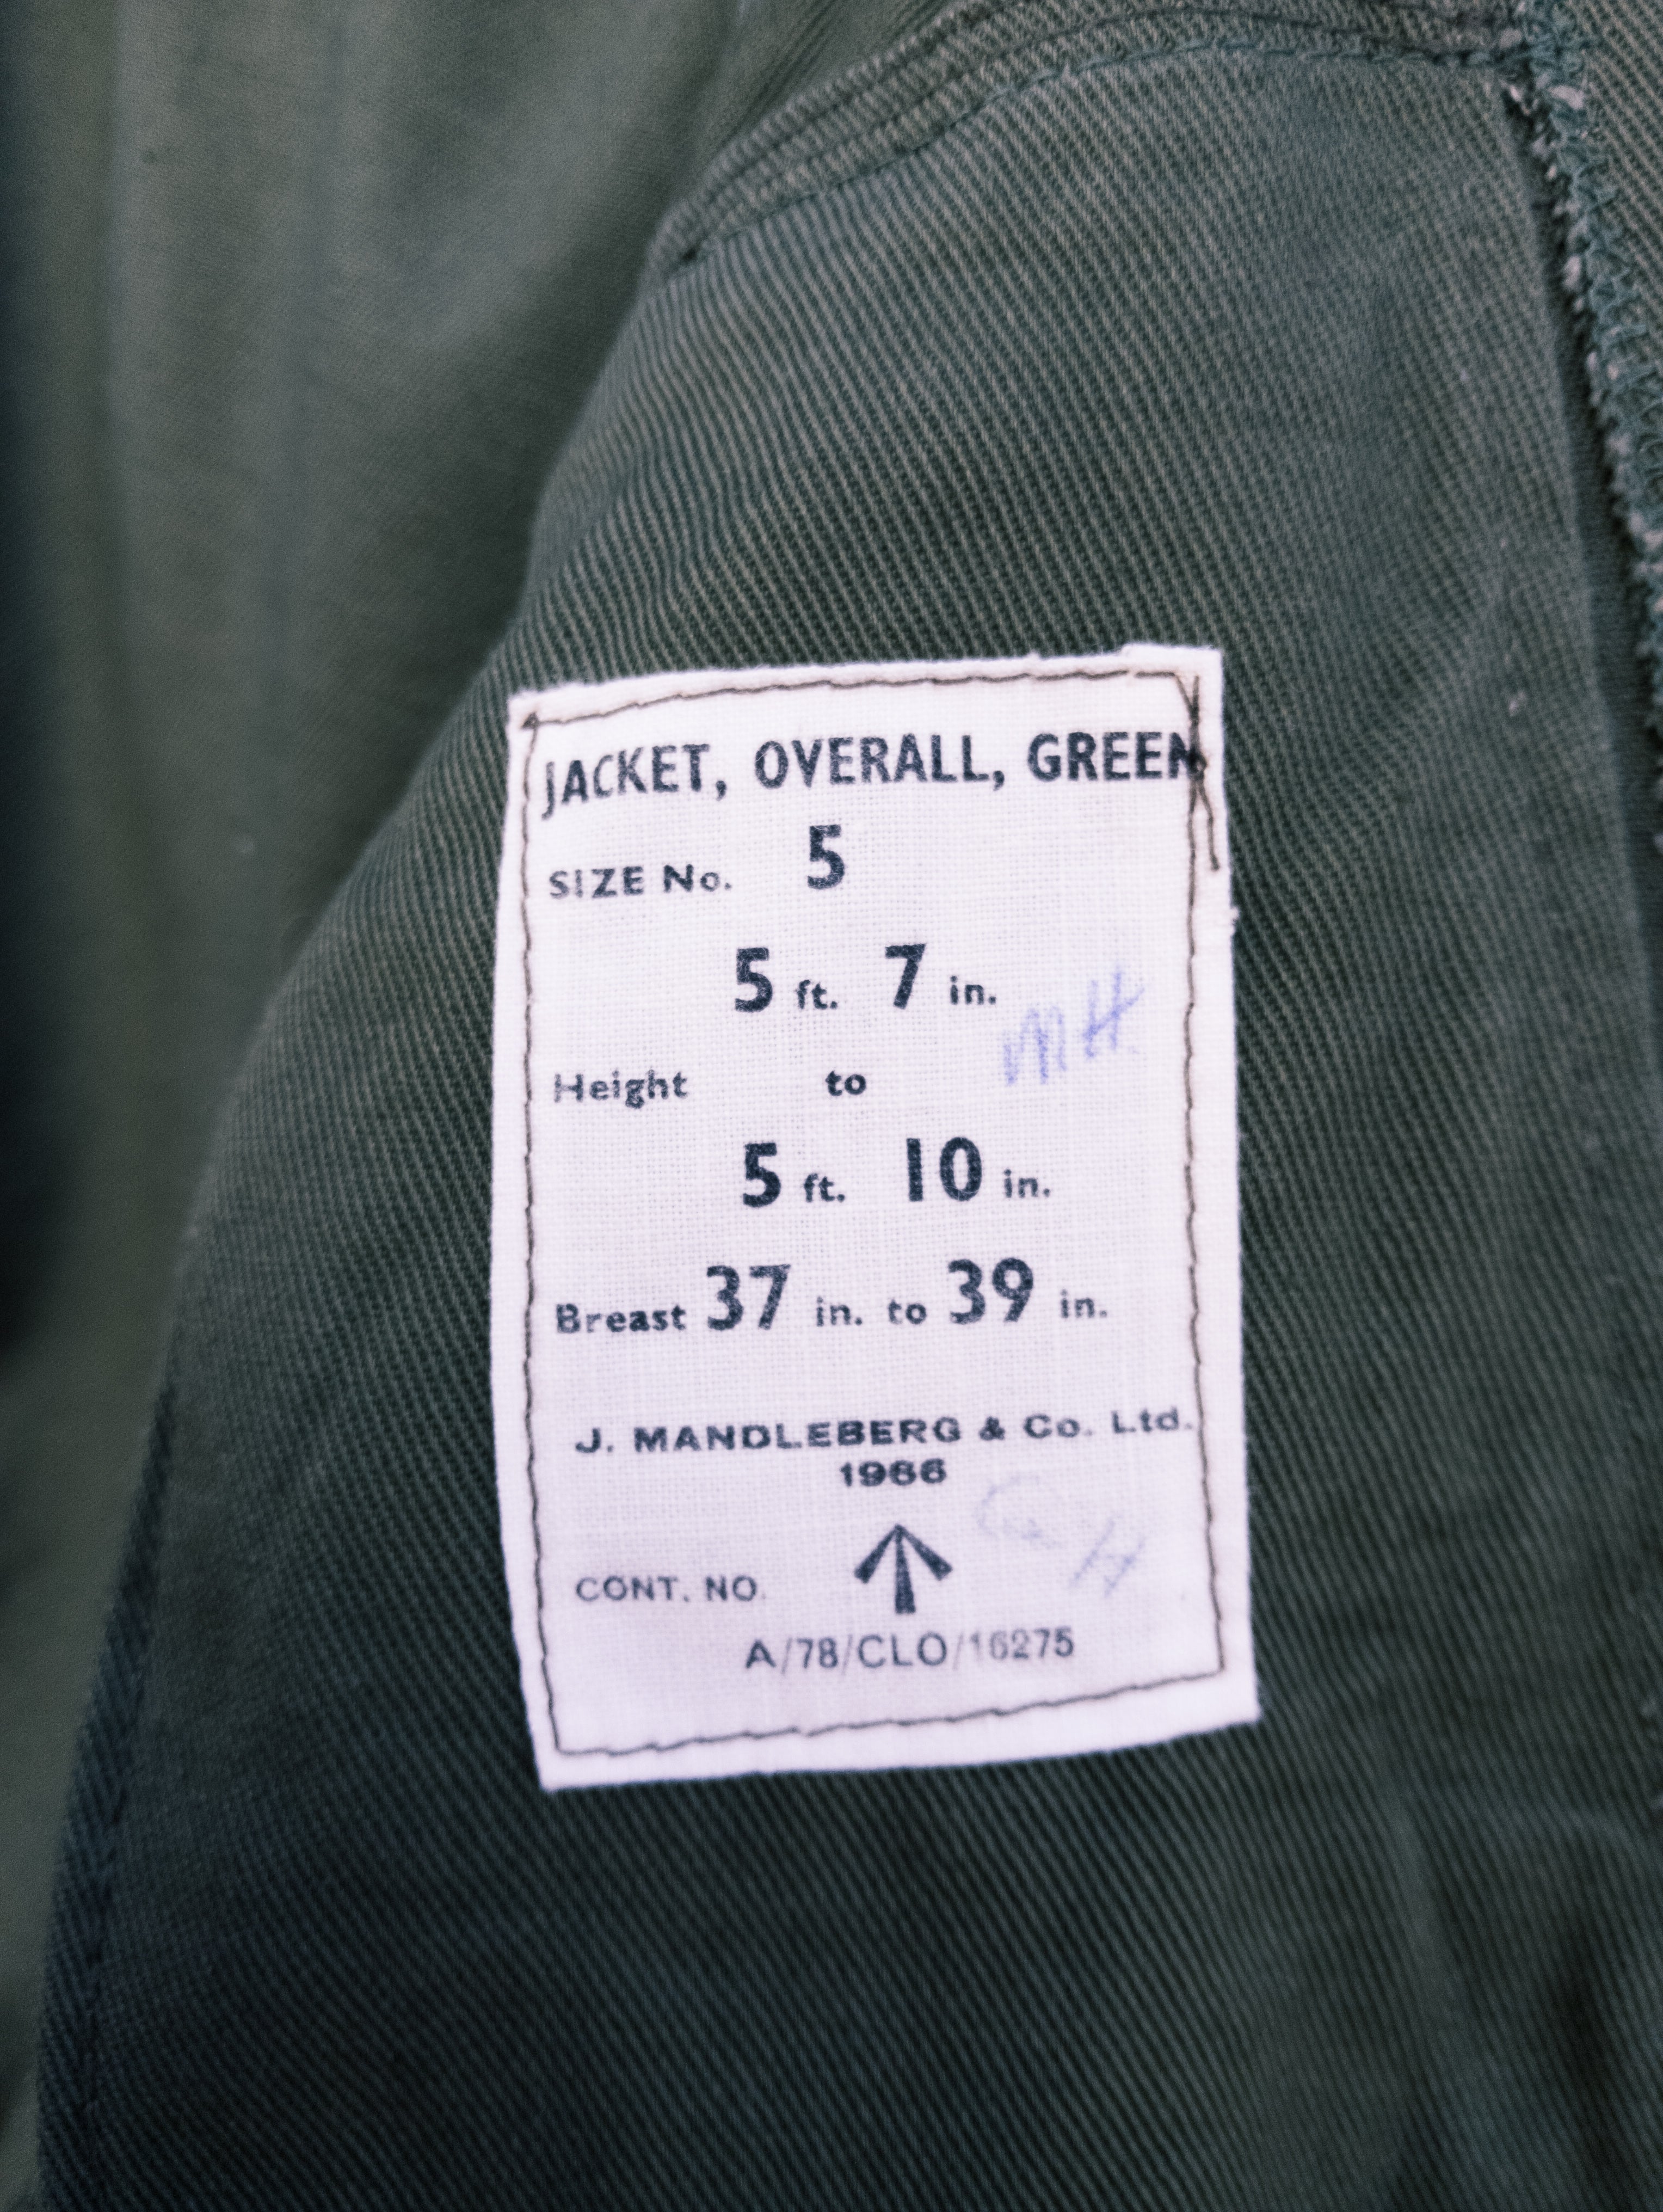 JACKET, OVERALL, GREEN
SIZE No. 5
5 ft. 7 in.
MH.
Height to
5 ft. 10 in.
Breast 37 in. to 39 in.
J. MANDLEBERG & Co. Ltd.
1966
CONT. NO.
A/78/CLO/16275